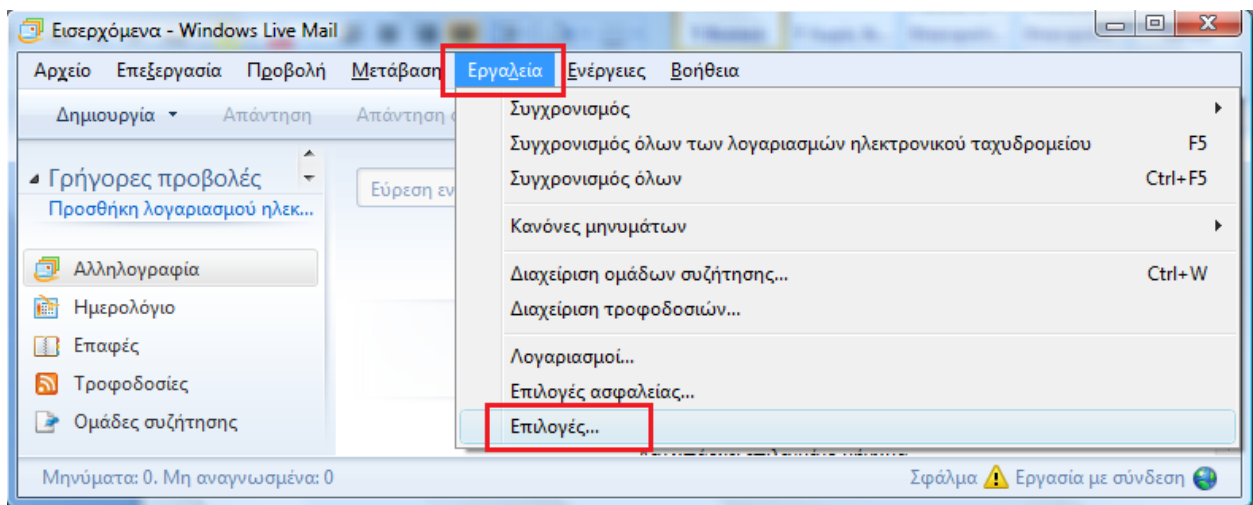 Εισερχόμενα - Windows Live Mail
Αρχείο Επεξεργασία Προβολή Μετάβαση Εργαλεία Ενέργειες Βοήθεια
Δημιουργία Απάντηση Απάντηση
Συγχρονισμός
Συγχρονισμός όλων των λογαριασμών ηλεκτρονικού ταχυδρομείου F5
Συγχρονισμός όλων Ctrl+F5
Κανόνες μηνυμάτων
Διαχείριση ομάδων συζήτησης... Ctrl+W
Διαχείριση τροφοδοσιών...
Λογαριασμοί...
Επιλογές ασφαλείας...
Επιλογές...
Γρήγορες προβολές
Προσθήκη λογαριασμού ηλεκ...
Εύρεση εν
Αλληλογραφία
Ημερολόγιο
Επαφές
Τροφοδοσίες
Ομάδες συζήτησης
Μηνύματα: 0. Μη αναγνωσμένα: 0
Σφάλμα Εργασία με σύνδεση